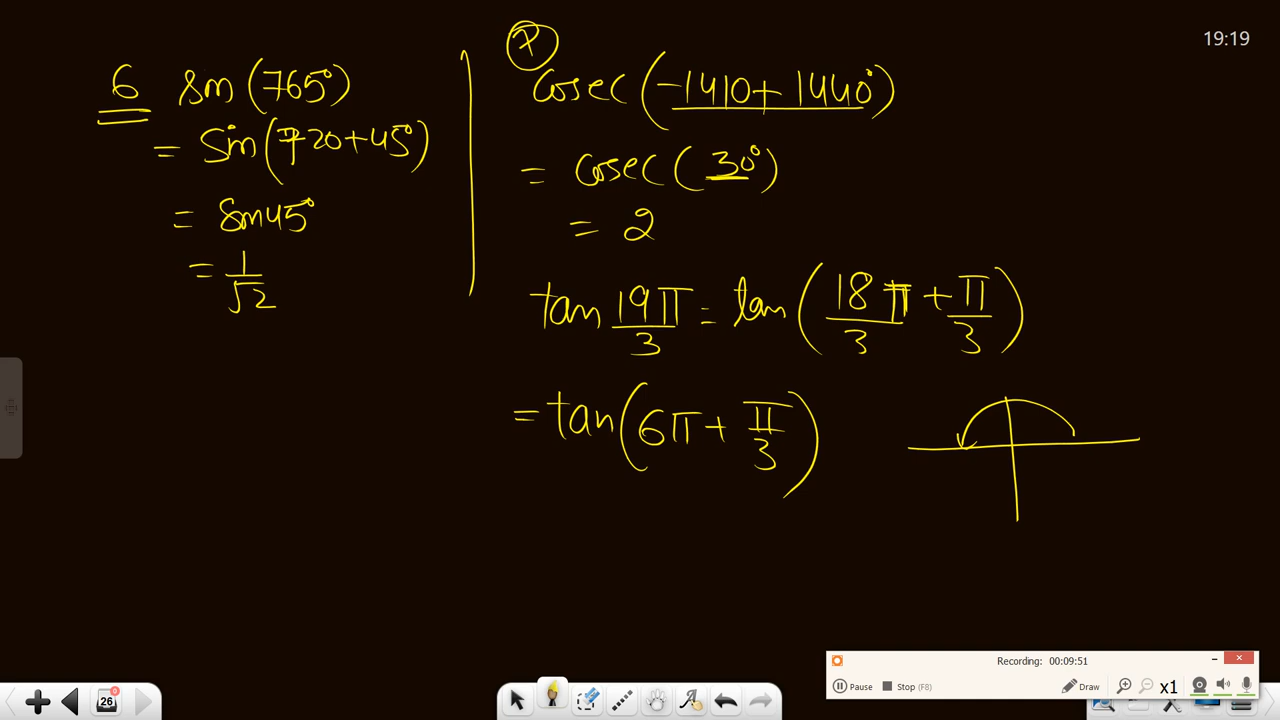 19:19
6 sin(765°)
= sin(720+45°)
= sin45°
= 1/√2
7
cosec(-1410+1440°)
= cosec(30°)
= 2
tan 19π/3 = tan(18π/3 + π/3)
= tan(6π + π/3)
Recording: 00:09:51
Pause Stop (F8) Draw x1
26 0